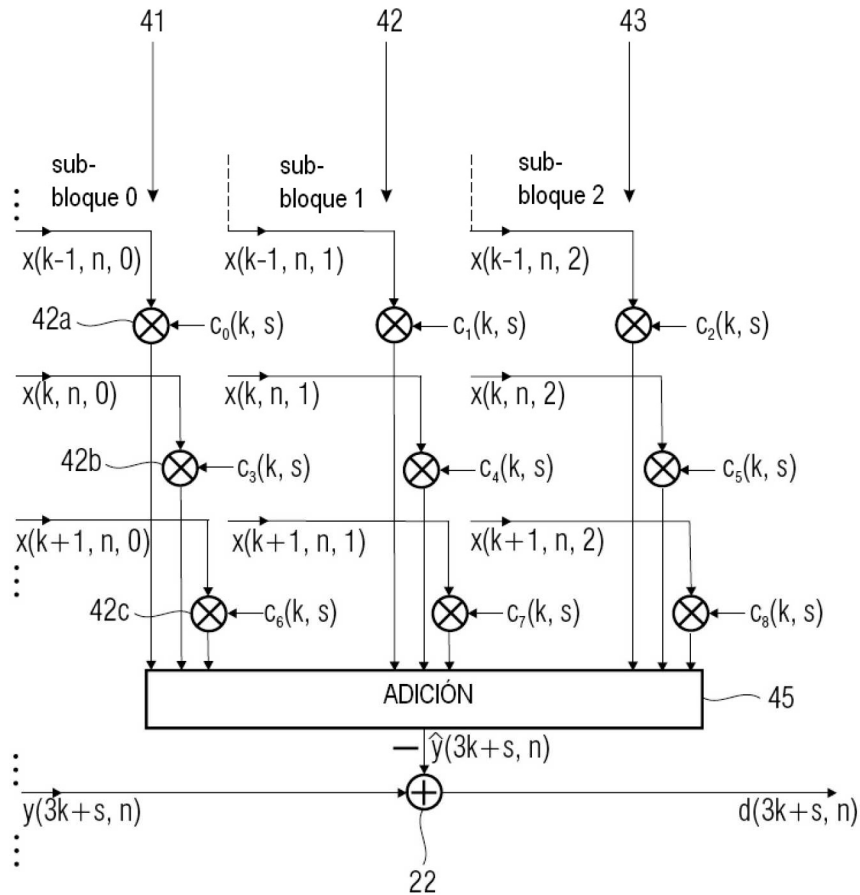 41 42 43
sub-
bloque 0
sub-
bloque 1
sub-
bloque 2
x(k-1, n, 0) x(k-1, n, 1) x(k-1, n, 2)
42a c₀(k, s) c₁(k, s) c₂(k, s)
x(k, n, 0) x(k, n, 1) x(k, n, 2)
42b c₃(k, s) c₄(k, s) c₅(k, s)
x(k+1, n, 0) x(k+1, n, 1) x(k+1, n, 2)
42c c₆(k, s) c₇(k, s) c₈(k, s)
ADICIÓN 45
− ŷ(3k+s, n)
y(3k+s, n) d(3k+s, n)
22